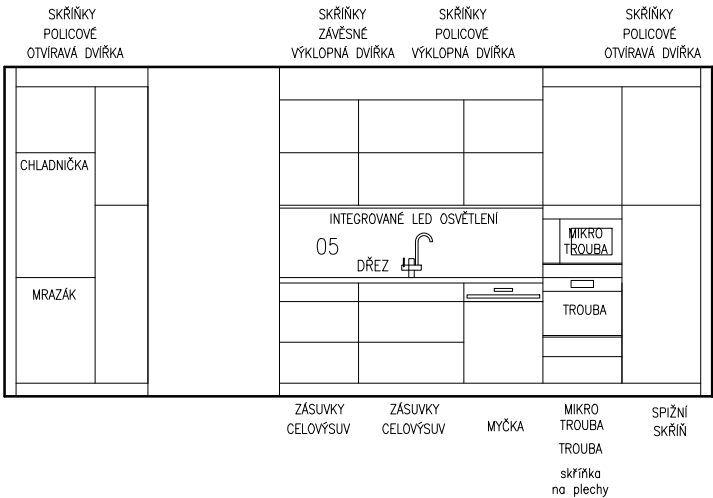 SKŘÍŇKY
POLICOVÉ
OTVÍRAVÁ DVÍŘKA
SKŘÍŇKY
ZÁVĚSNÉ
VÝKLOPNÁ DVÍŘKA
SKŘÍŇKY
POLICOVÉ
VÝKLOPNÁ DVÍŘKA
SKŘÍŇKY
POLICOVÉ
OTVÍRAVÁ DVÍŘKA
CHLADNIČKA
INTEGROVANÉ LED OSVĚTLENÍ
05
DŘEZ
MIKRO
TROUBA
MRAZÁK
TROUBA
ZÁSUVKY
CELOVÝSUV
ZÁSUVKY
CELOVÝSUV
MYČKA
MIKRO
TROUBA
TROUBA
skříňka
na plechy
SPIŽNÍ
SKŘÍŇ